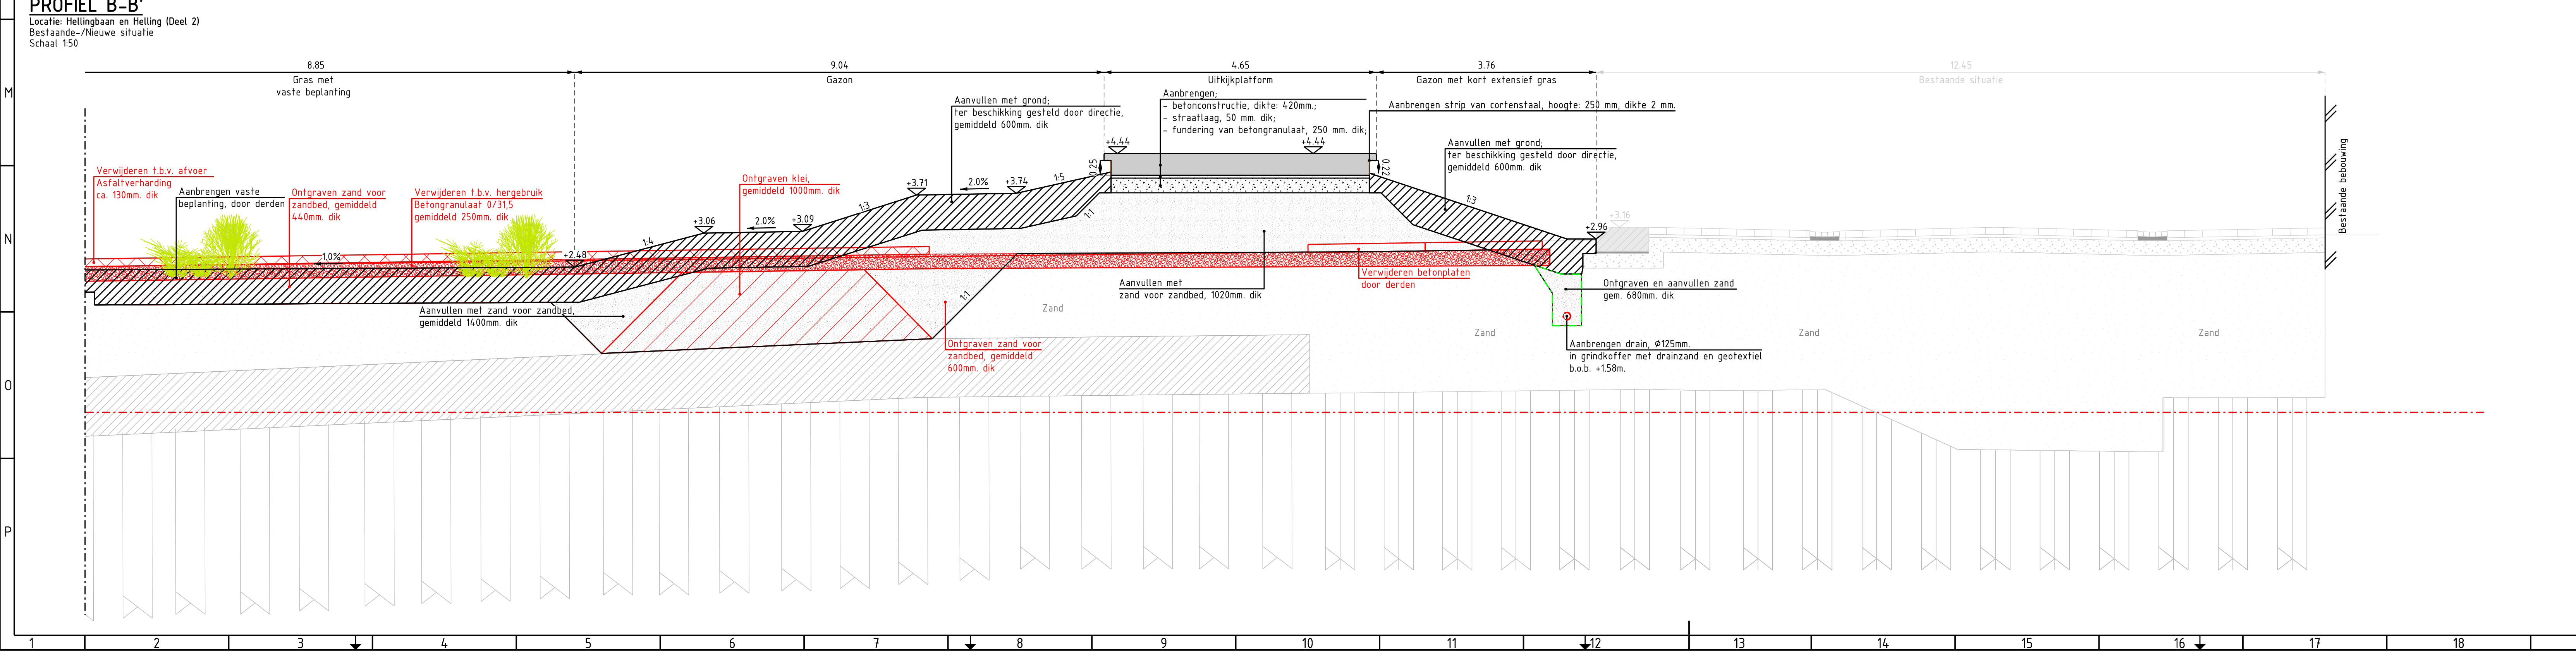 PROFIEL B-B'
Locatie: Hellingbaan en Helling (Deel 2)
Bestaande-/Nieuwe situatie
Schaal 1:50
8.85
Gras met
vaste beplanting
9.04
Gazon
4.65
Uitkijkplatform
3.76
Gazon met kort extensief gras
12.45
Bestaande situatie
Aanvullen met grond;
ter beschikking gesteld door directie,
gemiddeld 600mm. dik
Aanbrengen;
- betonconstructie, dikte: 420mm.;
- straatlaag, 50 mm. dik;
- fundering van betongranulaat, 250 mm. dik;
Aanbrengen strip van cortenstaal, hoogte: 250 mm, dikte 2 mm.
Aanvullen met grond;
ter beschikking gesteld door directie,
gemiddeld 600mm. dik
Verwijderen t.b.v. afvoer
Asfaltverharding
ca. 130mm. dik
Aanbrengen vaste
beplanting, door derden
Ontgraven zand voor
zandbed, gemiddeld
440mm. dik
Verwijderen t.b.v. hergebruik
Betongranulaat 0/31,5
gemiddeld 250mm. dik
Ontgraven klei,
gemiddeld 1000mm. dik
+4.44
+4.44
0.25
0.22
+3.71
2.0%
+3.74
1:5
1:3
1:1
1:3
+3.06
2.0%
+3.09
1:4
+2.48
1,0%
+2.96
+3.16
Bestaande bebouwing
Aanvullen met zand voor zandbed,
gemiddeld 1400mm. dik
1:1
Ontgraven zand voor
zandbed, gemiddeld
600mm. dik
Zand
Aanvullen met
zand voor zandbed, 1020mm. dik
Verwijderen betonplaten
door derden
Ontgraven en aanvullen zand
gem. 680mm. dik
Zand
Zand
Zand
Aanbrengen drain, Ø125mm.
in grindkoffer met drainzand en geotextiel
b.o.b. +1.58m.
M
N
O
P
1 2 3 4 5 6 7 8 9 10 11 12 13 14 15 16 17 18